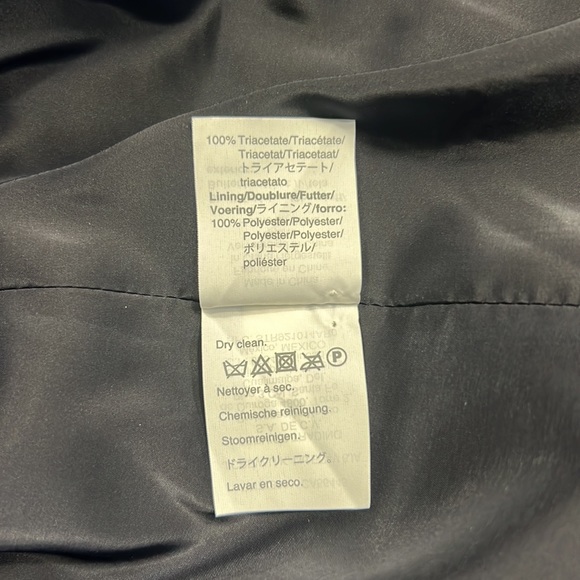 100% Triacetate/Triacétate/
Triacetat/Triacetaat/
トライアセテート/
triacetato
Lining/Doublure/Futter/
Voering/ライニング/forro:
100% Polyester/Polyester/
Polyester/Polyester/
ポリエステル/
poliéster
Dry clean.
P
Nettoyer à sec.
Chemische reinigung.
Stoomreinigen.
ドライクリーニング。
Lavar en seco.